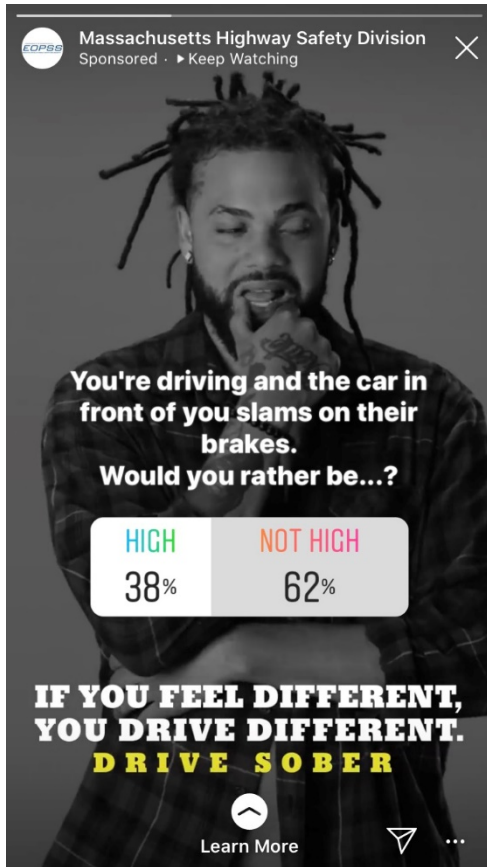 EOPSS
Massachusetts Highway Safety Division
Sponsored · Keep Watching
You're driving and the car in
front of you slams on their
brakes.
Would you rather be...?
HIGH NOT HIGH
38% 62%
IF YOU FEEL DIFFERENT,
YOU DRIVE DIFFERENT.
DRIVE SOBER
Learn More